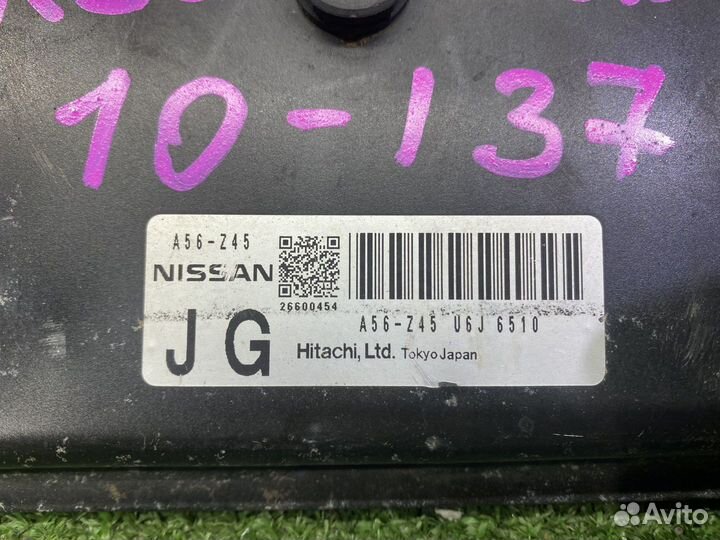 10-137
A56-Z45
NISSAN
26600454
A56-Z45 U6J 6510
JG
Hitachi, Ltd. Tokyo Japan
Avito